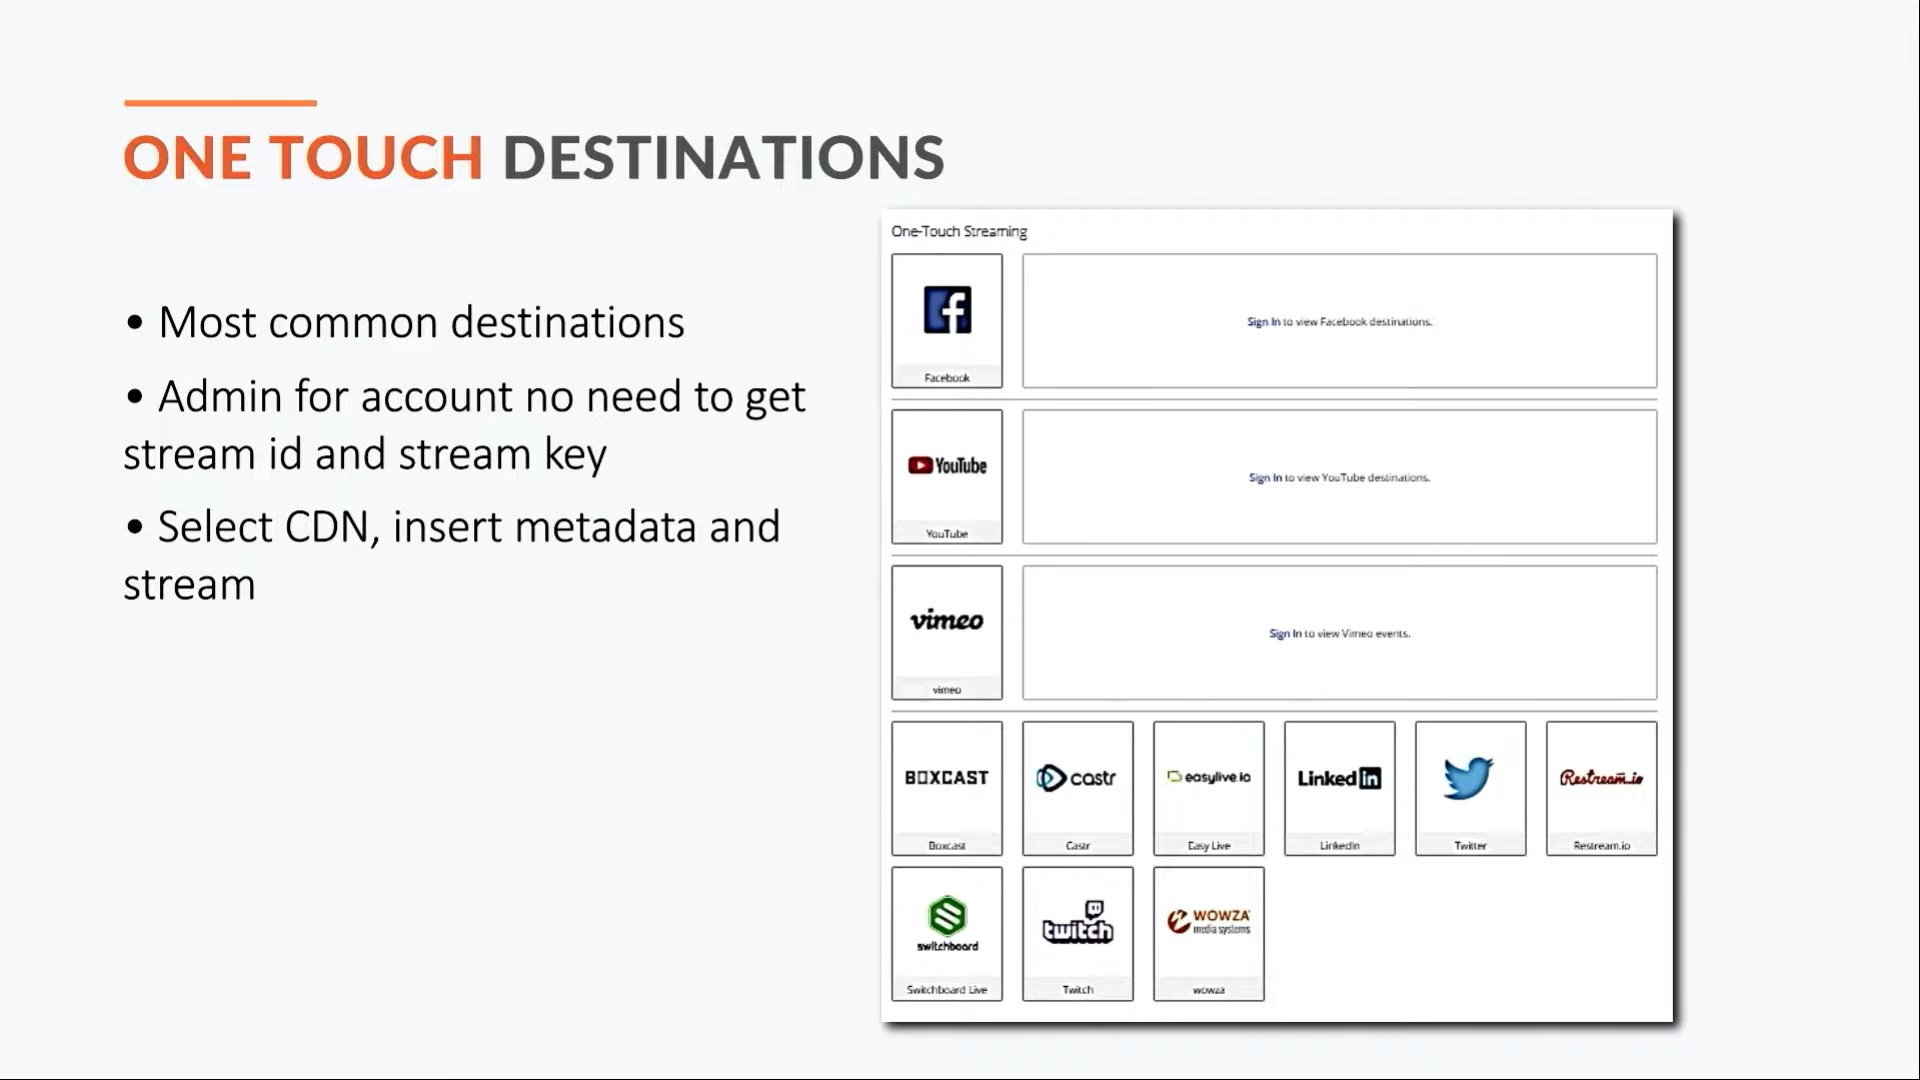 ONE TOUCH DESTINATIONS
• Most common destinations
• Admin for account no need to get
stream id and stream key
• Select CDN, insert metadata and
stream
One-Touch Streaming
f
Facebook
Sign In to view Facebook destinations.
YouTube
YouTube
Sign In to view YouTube destinations.
vimeo
vimeo
Sign In to view Vimeo events.
BOXCAST
Boxcast
castr
Castr
easylive.io
Easy Live
Linked in
LinkedIn
Twitter
Restream.io
Restream.io
switchboard
Switchboard Live
twitch
Twitch
WOWZA
media systems
wowza